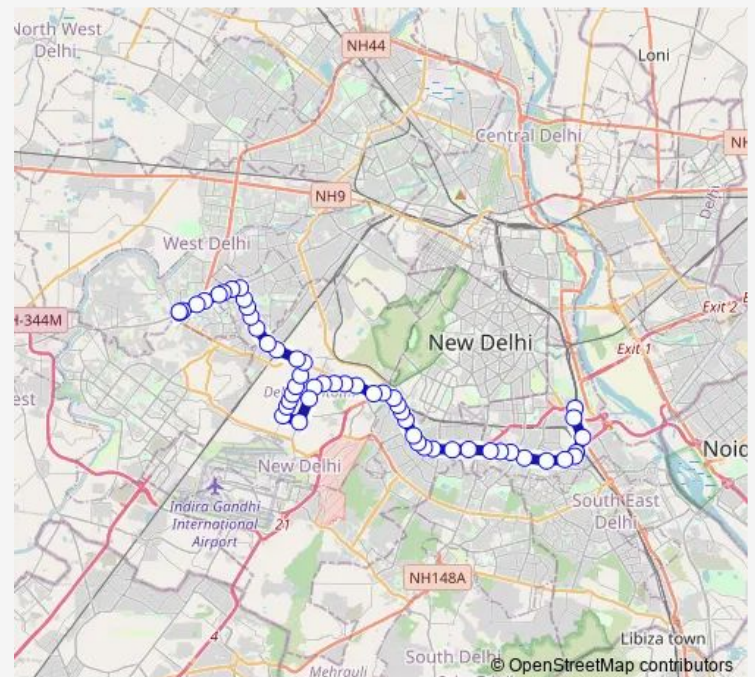 North West
Delhi
NH44
Loni
Central Delhi
NH
NH9
Delhi
West Delhi
H-344M
Exit 2
New Delhi
Exit 1
est
New Delhi
Noid
Indira Gandhi
International
Airport
21
South East
Delhi
NH148A
4
Libiza town
South Delhi
Mehrauli
© OpenStreetMap contributors